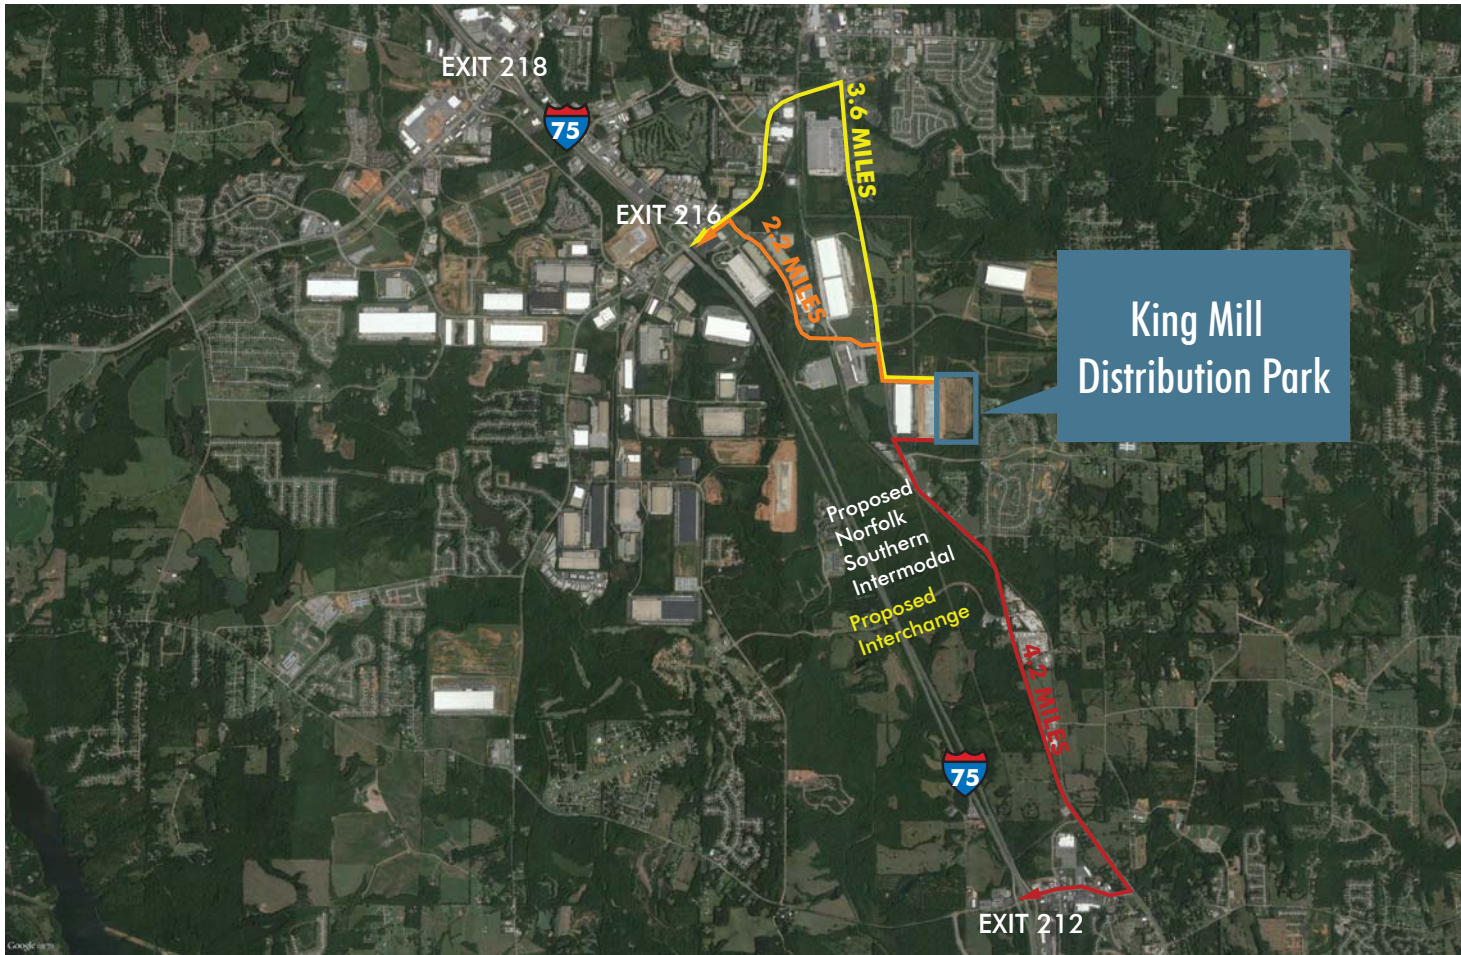 EXIT 218
75
3.6 MILES
EXIT 216
2.2 MILES
King Mill
Distribution Park
Proposed
Norfolk
Southern
Intermodal
Proposed
Interchange
4.2 MILES
75
EXIT 212
Google